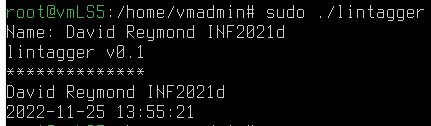 root@vmLS5:/home/vmadmin# sudo ./lintagger
Name: David Reymond INF2021d
lintagger v0.1
**************
David Reymond INF2021d
2022-11-25 13:55:21